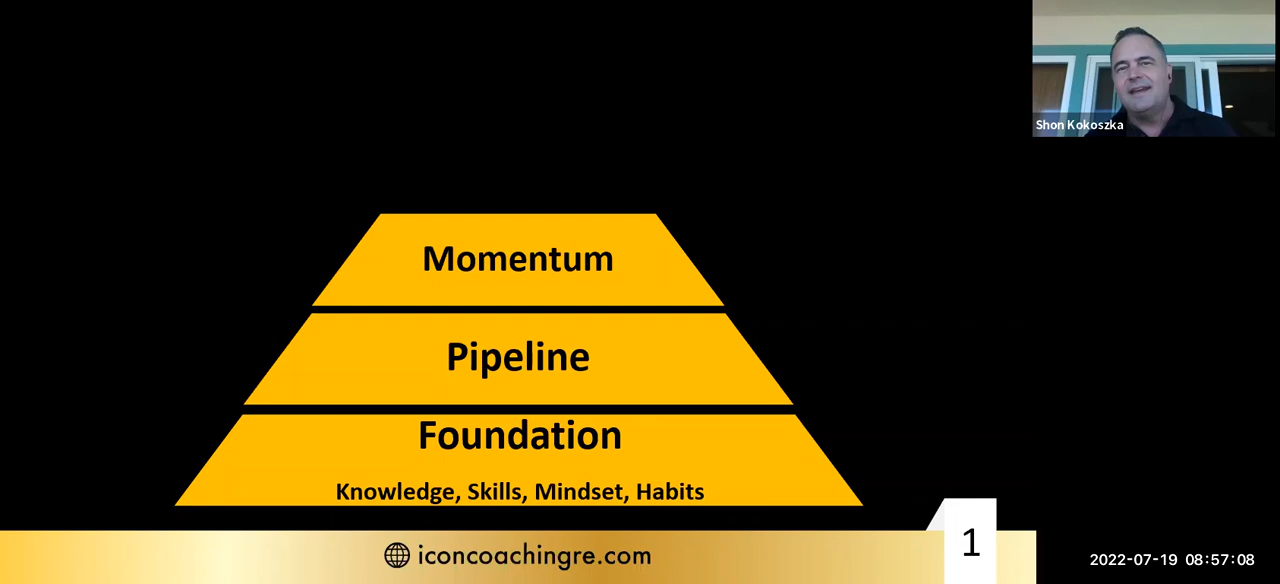 Shon Kokoszka
Momentum
Pipeline
Foundation
Knowledge, Skills, Mindset, Habits
iconcoachingre.com
1
2022-07-19 08:57:08